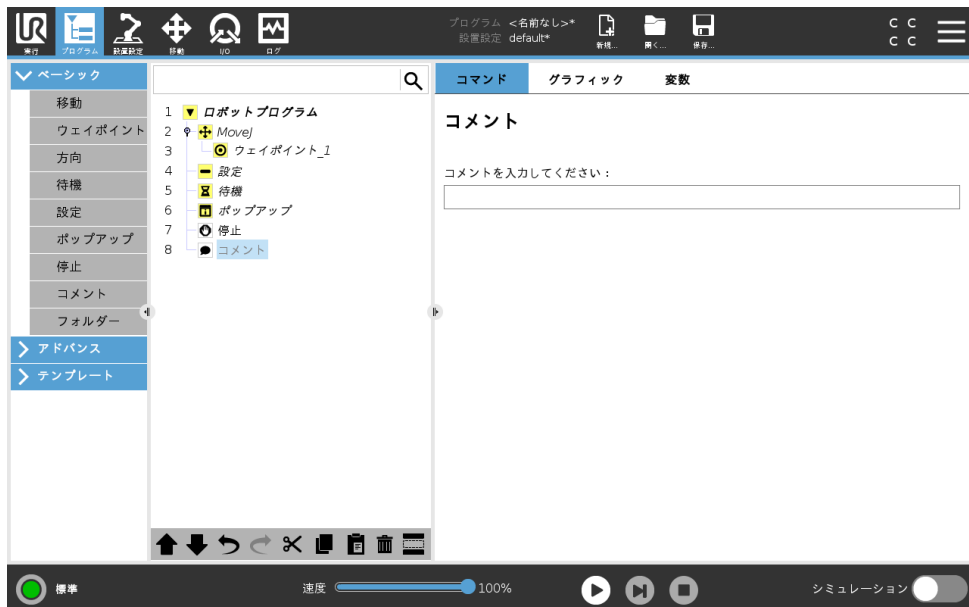 プログラム <名前なし>*
設置設定 default*
実行 プログラム 設置設定 移動 I/O ログ
新規... 開く... 保存...
C C
C C
ベーシック
移動
ウェイポイント
方向
待機
設定
ポップアップ
停止
コメント
フォルダー
アドバンス
テンプレート
1 ロボットプログラム
2 MoveJ
3 ウェイポイント_1
4 設定
5 待機
6 ポップアップ
7 停止
8 コメント
コマンド グラフィック 変数
コメント
コメントを入力してください：
標準
速度 100%
シミュレーション